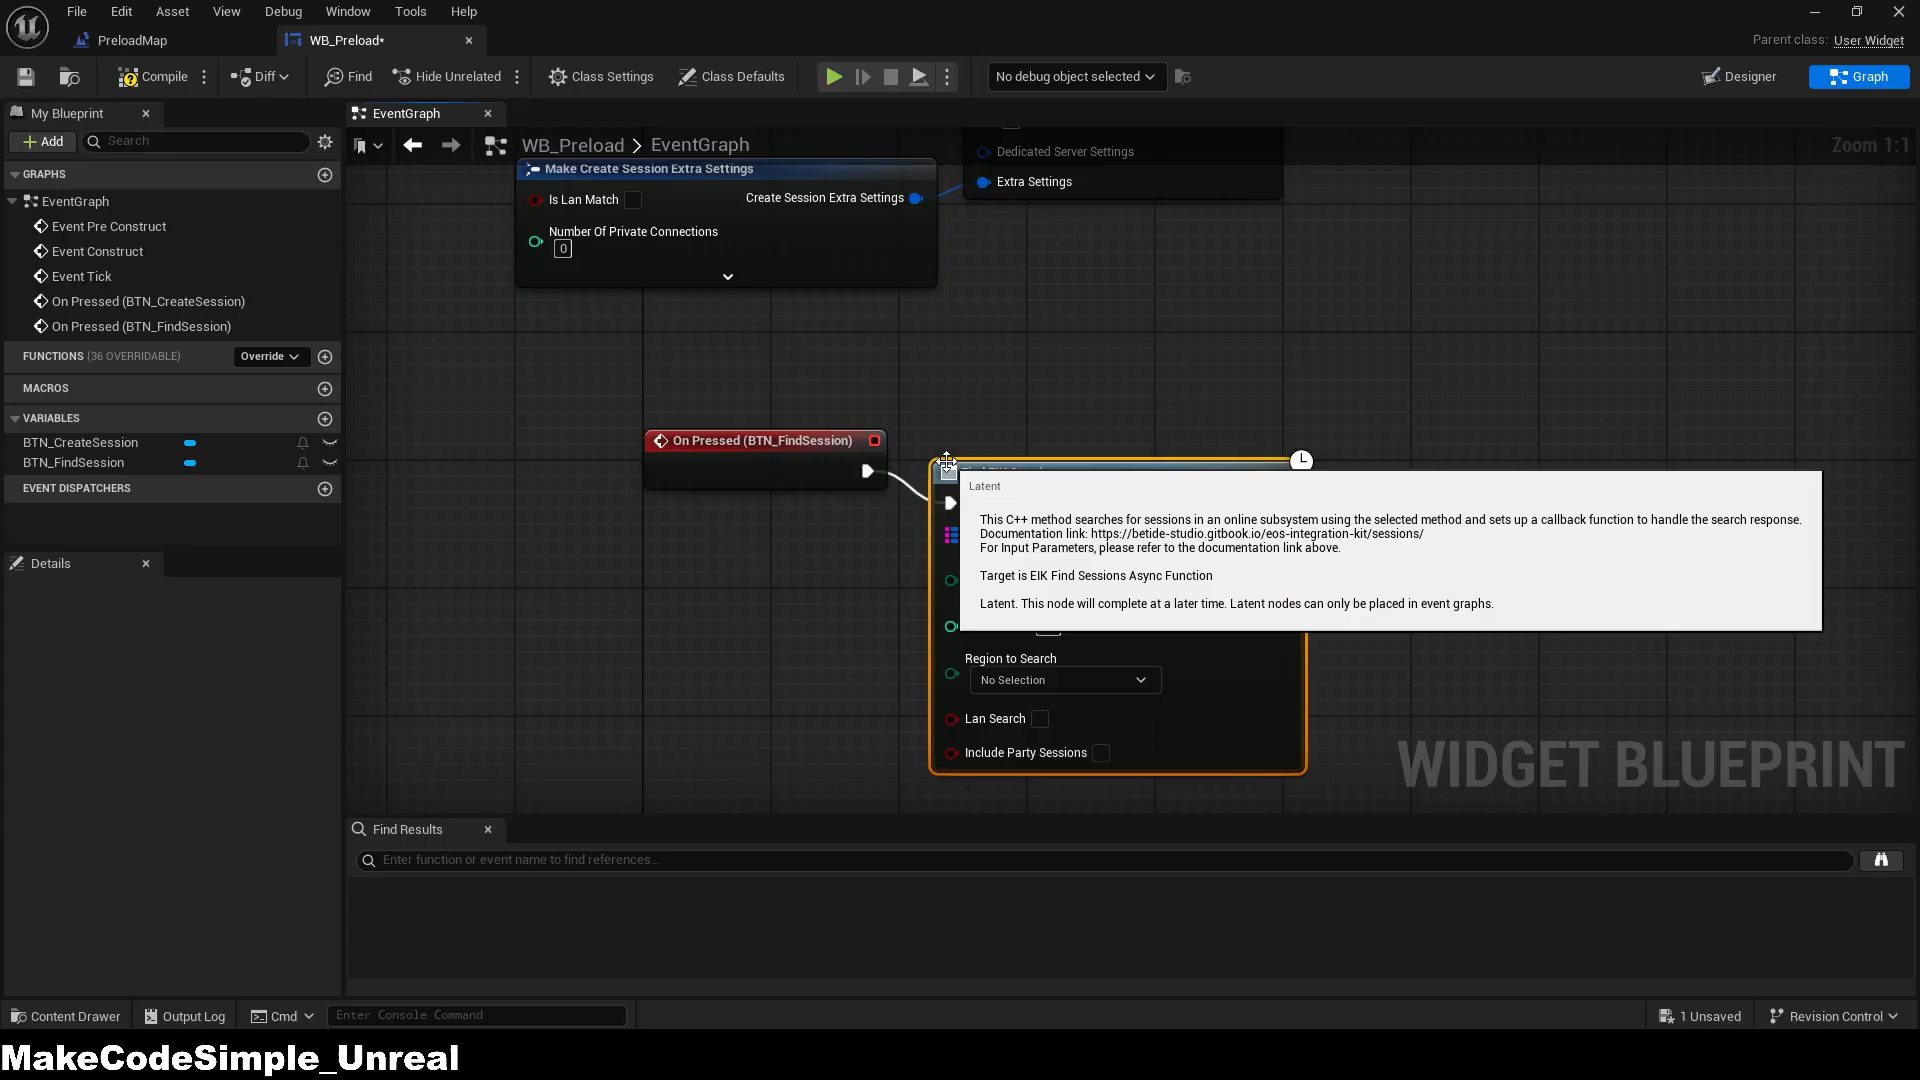 File Edit Asset View Debug Window Tools Help
PreloadMap
WB_Preload*
Parent class: User Widget
Compile
Diff
Find
Hide Unrelated
Class Settings
Class Defaults
No debug object selected
Designer
Graph
My Blueprint
Add
Search
GRAPHS
EventGraph
Event Pre Construct
Event Construct
Event Tick
On Pressed (BTN_CreateSession)
On Pressed (BTN_FindSession)
FUNCTIONS (36 OVERRIDABLE)
Override
MACROS
VARIABLES
BTN_CreateSession
BTN_FindSession
EVENT DISPATCHERS
Details
EventGraph
WB_Preload > EventGraph
Zoom 1:1
Make Create Session Extra Settings
Is Lan Match
Create Session Extra Settings
Number Of Private Connections
0
Dedicated Server Settings
Extra Settings
On Pressed (BTN_FindSession)
Latent
This C++ method searches for sessions in an online subsystem using the selected method and sets up a callback function to handle the search response.
Documentation link: https://betide-studio.gitbook.io/eos-integration-kit/sessions/
For Input Parameters, please refer to the documentation link above.
Target is EIK Find Sessions Async Function
Latent. This node will complete at a later time. Latent nodes can only be placed in event graphs.
Region to Search
No Selection
Lan Search
Include Party Sessions
WIDGET BLUEPRINT
Find Results
Enter function or event name to find references...
Content Drawer
Output Log
Cmd
Enter Console Command
1 Unsaved
Revision Control
MakeCodeSimple_Unreal